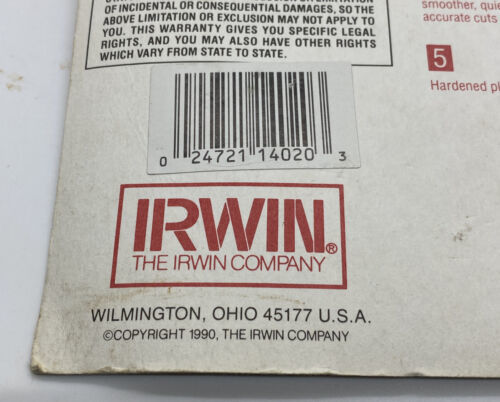 OF INCIDENTAL OR CONSEQUENTIAL DAMAGES, SO THE
ABOVE LIMITATION OR EXCLUSION MAY NOT APPLY TO
YOU. THIS WARRANTY GIVES YOU SPECIFIC LEGAL
RIGHTS, AND YOU MAY ALSO HAVE OTHER RIGHTS
WHICH VARY FROM STATE TO STATE.
smoother, quie
accurate cuts
5
Hardened pl
0 24721 14020 3
IRWIN®
THE IRWIN COMPANY
WILMINGTON, OHIO 45177 U.S.A.
©COPYRIGHT 1990, THE IRWIN COMPANY